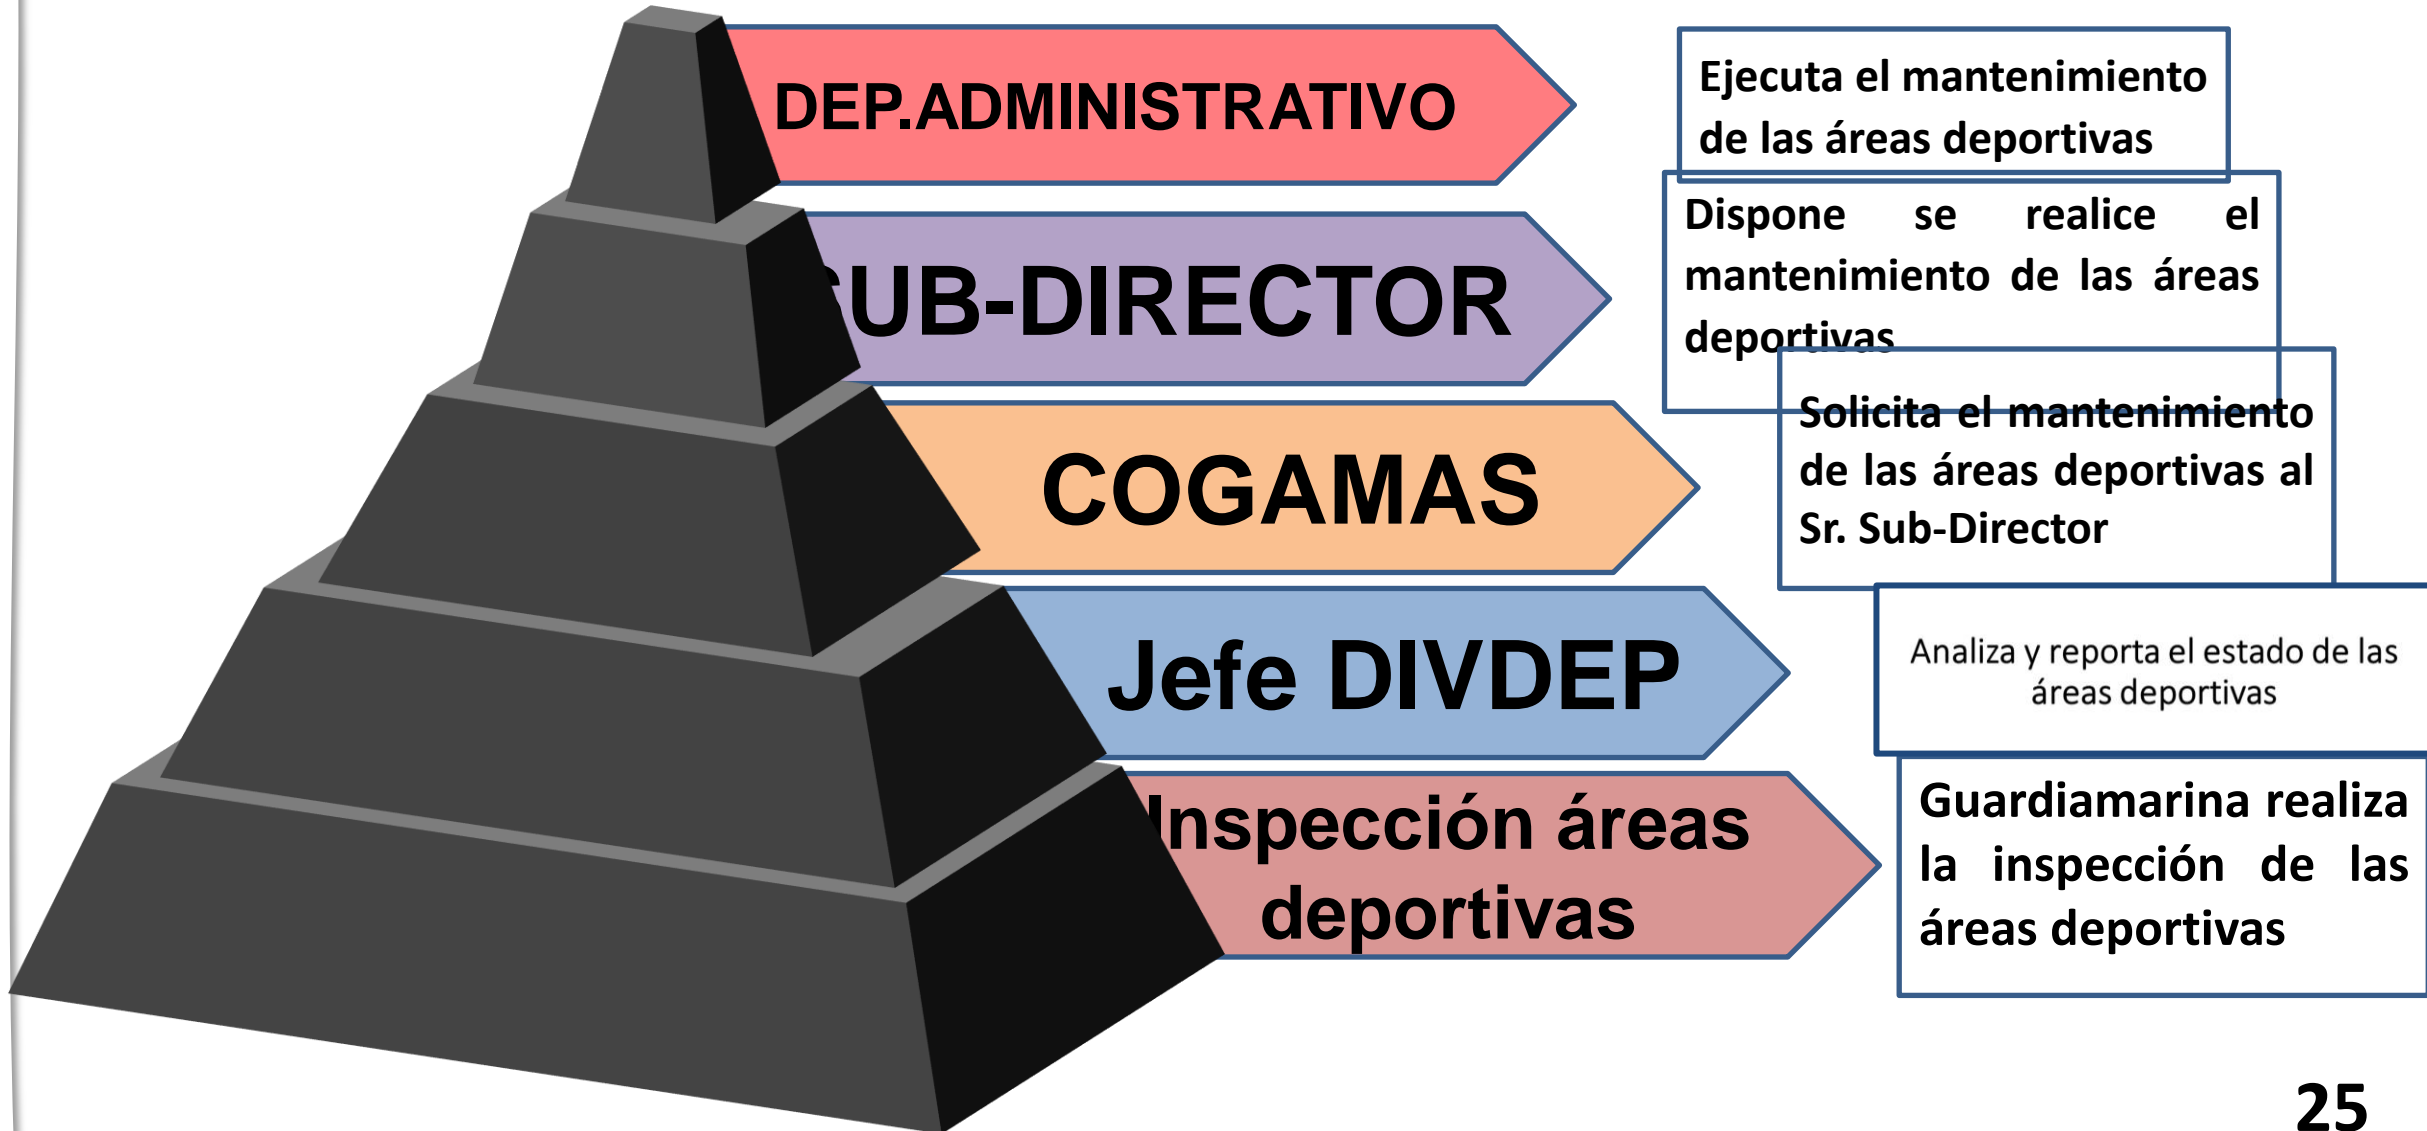 DEP.ADMINISTRATIVO
Ejecuta el mantenimiento
de las áreas deportivas
SUB-DIRECTOR
Dispone se realice el
mantenimiento de las áreas
deportivas
COGAMAS
Solicita el mantenimiento
de las áreas deportivas al
Sr. Sub-Director
Jefe DIVDEP
Analiza y reporta el estado de las
áreas deportivas
Inspección áreas
deportivas
Guardiamarina realiza
la inspección de las
áreas deportivas
25